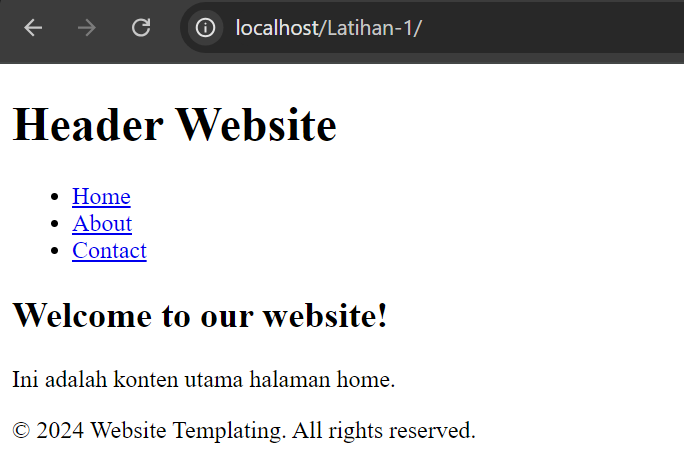 localhost/Latihan-1/
Header Website
Home
About
Contact
Welcome to our website!
Ini adalah konten utama halaman home.
© 2024 Website Templating. All rights reserved.